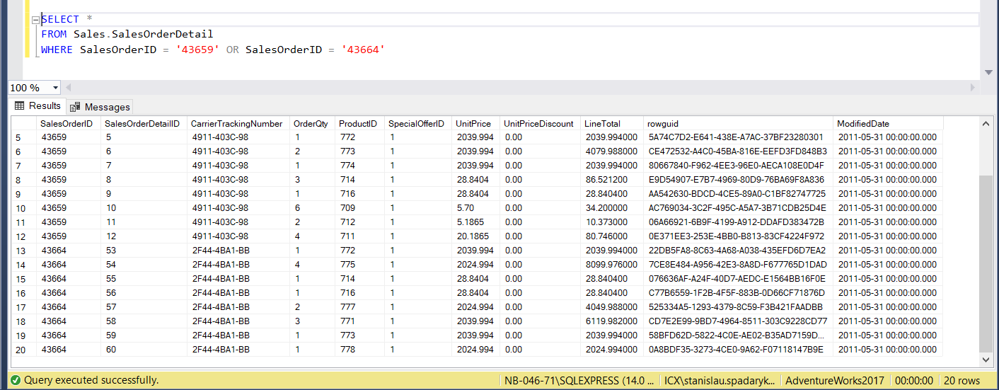 SELECT *
FROM Sales.SalesOrderDetail
WHERE SalesOrderID = '43659' OR SalesOrderID = '43664'
100 %
Results Messages
SalesOrderID SalesOrderDetailID CarrierTrackingNumber OrderQty ProductID SpecialOfferID UnitPrice UnitPriceDiscount LineTotal rowguid ModifiedDate
5 43659 5 4911-403C-98 1 772 1 2039.994 0.00 2039.994000 5A74C7D2-E641-438E-A7AC-37BF23280301 2011-05-31 00:00:00.000
6 43659 6 4911-403C-98 2 773 1 2039.994 0.00 4079.988000 CE472532-A4C0-45BA-816E-EEFD3FD848B3 2011-05-31 00:00:00.000
7 43659 7 4911-403C-98 1 774 1 2039.994 0.00 2039.994000 80667840-F962-4EE3-96E0-AECA108E0D4F 2011-05-31 00:00:00.000
8 43659 8 4911-403C-98 3 714 1 28.8404 0.00 86.521200 E9D54907-E7B7-4969-80D9-76BA69F8A836 2011-05-31 00:00:00.000
9 43659 9 4911-403C-98 1 716 1 28.8404 0.00 28.840400 AA542630-BDCD-4CE5-89A0-C1BF82747725 2011-05-31 00:00:00.000
10 43659 10 4911-403C-98 6 709 1 5.70 0.00 34.200000 AC769034-3C2F-495C-A5A7-3B71CDB25D4E 2011-05-31 00:00:00.000
11 43659 11 4911-403C-98 2 712 1 5.1865 0.00 10.373000 06A66921-6B9F-4199-A912-DDAFD383472B 2011-05-31 00:00:00.000
12 43659 12 4911-403C-98 4 711 1 20.1865 0.00 80.746000 0E371EE3-253E-4BB0-B813-83CF4224F972 2011-05-31 00:00:00.000
13 43664 53 2F44-4BA1-BB 1 772 1 2039.994 0.00 2039.994000 22DB5FA8-8C63-4A68-A038-435EFD6D7EA2 2011-05-31 00:00:00.000
14 43664 54 2F44-4BA1-BB 4 775 1 2024.994 0.00 8099.976000 7CE8E484-A956-42E3-8A8D-F677765D1DAD 2011-05-31 00:00:00.000
15 43664 55 2F44-4BA1-BB 1 714 1 28.8404 0.00 28.840400 076636AF-A24F-40D7-AEDC-E1564BB16F0E 2011-05-31 00:00:00.000
16 43664 56 2F44-4BA1-BB 1 716 1 28.8404 0.00 28.840400 C77B6559-1F2B-4F5F-883B-0D66CF71876D 2011-05-31 00:00:00.000
17 43664 57 2F44-4BA1-BB 2 777 1 2024.994 0.00 4049.988000 525334A5-1293-4379-8C59-F3B421FAADBB 2011-05-31 00:00:00.000
18 43664 58 2F44-4BA1-BB 3 771 1 2039.994 0.00 6119.982000 CD7E2E99-9BD7-4964-8511-303C9228CD77 2011-05-31 00:00:00.000
19 43664 59 2F44-4BA1-BB 1 773 1 2039.994 0.00 2039.994000 58BFD62D-5822-4C0E-AE02-B35AD7159D... 2011-05-31 00:00:00.000
20 43664 60 2F44-4BA1-BB 1 778 1 2024.994 0.00 2024.994000 0A8BDF35-3273-4CE0-9A62-F07118147B9E 2011-05-31 00:00:00.000
Query executed successfully. NB-046-71\SQLEXPRESS (14.0 ... ICX\stanislau.spadaryk... AdventureWorks2017 00:00:00 20 rows